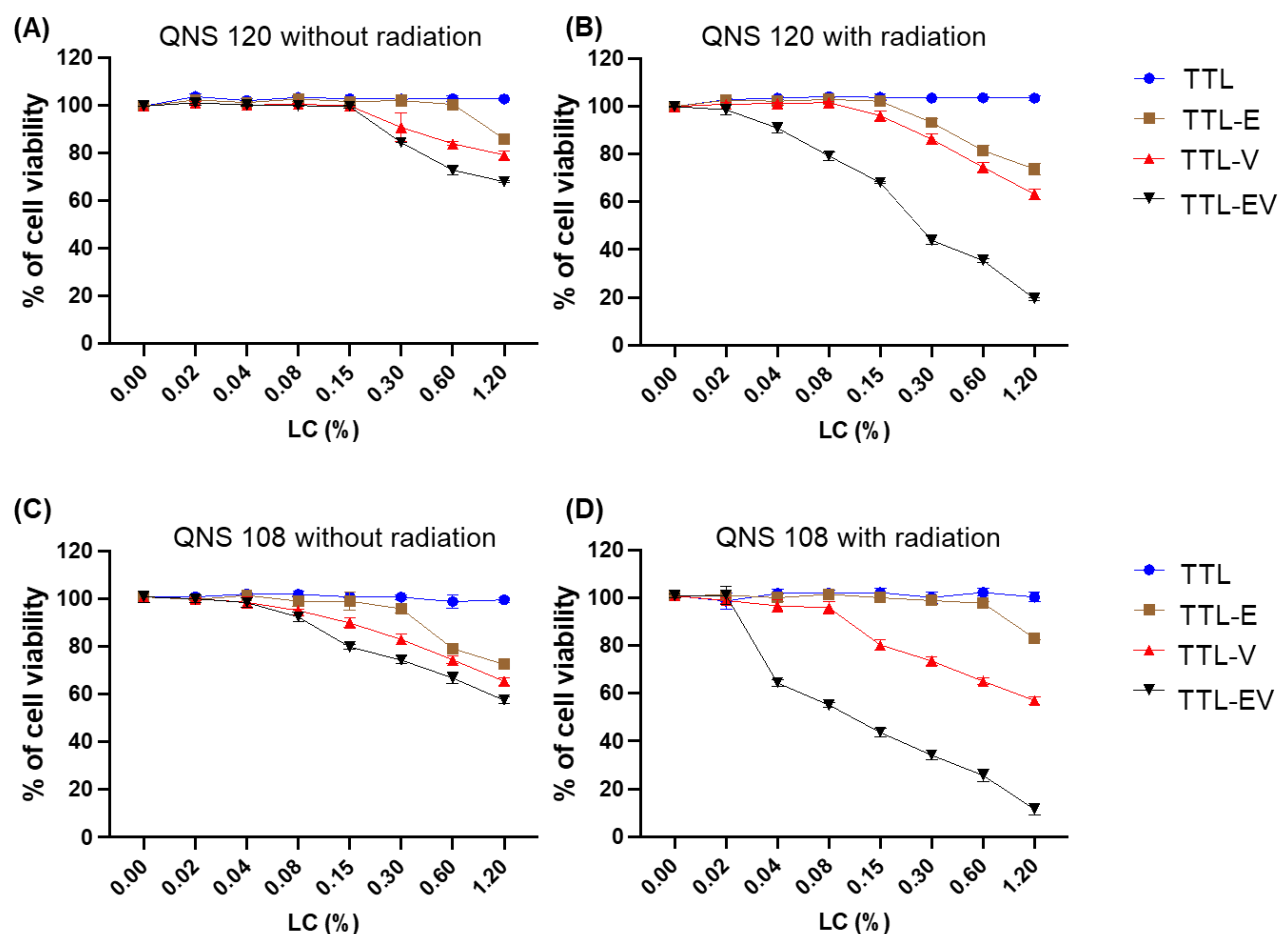 (A)
QNS 120 without radiation
120
100
80
60
40
20
0
% of cell viability
0.00
0.02
0.04
0.08
0.15
0.30
0.60
1.20
LC (%)
(B)
QNS 120 with radiation
120
100
80
60
40
20
0
% of cell viability
0.00
0.02
0.04
0.08
0.15
0.30
0.60
1.20
LC (%)
TTL
TTL-E
TTL-V
TTL-EV
(C)
QNS 108 without radiation
120
100
80
60
40
20
0
% of cell viability
0.00
0.02
0.04
0.08
0.15
0.30
0.60
1.20
LC (%)
(D)
QNS 108 with radiation
120
100
80
60
40
20
0
% of cell viability
0.00
0.02
0.04
0.08
0.15
0.30
0.60
1.20
LC (%)
TTL
TTL-E
TTL-V
TTL-EV